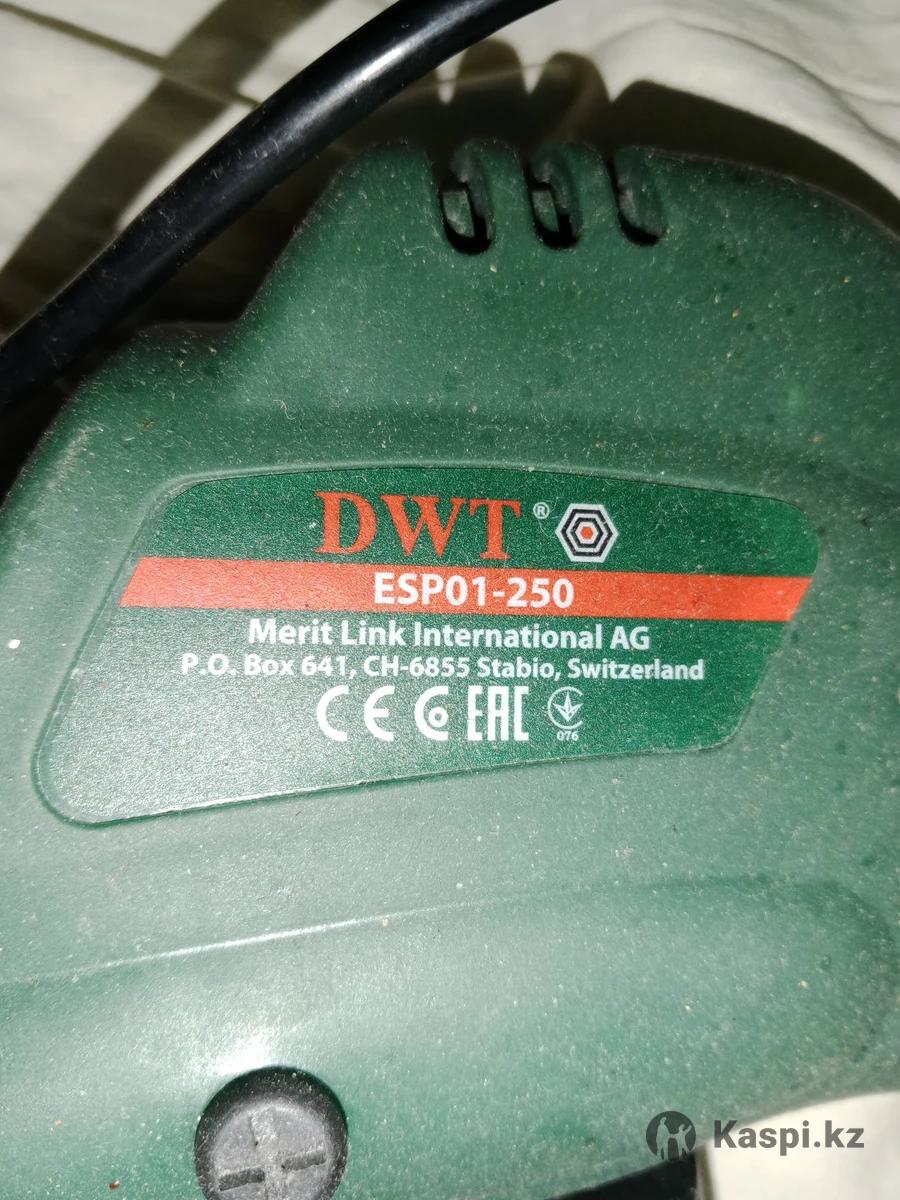 DWT ®
ESP01-250
Merit Link International AG
P.O. Box 641, CH-6855 Stabio, Switzerland
CE EAC
076
Kaspi.kz